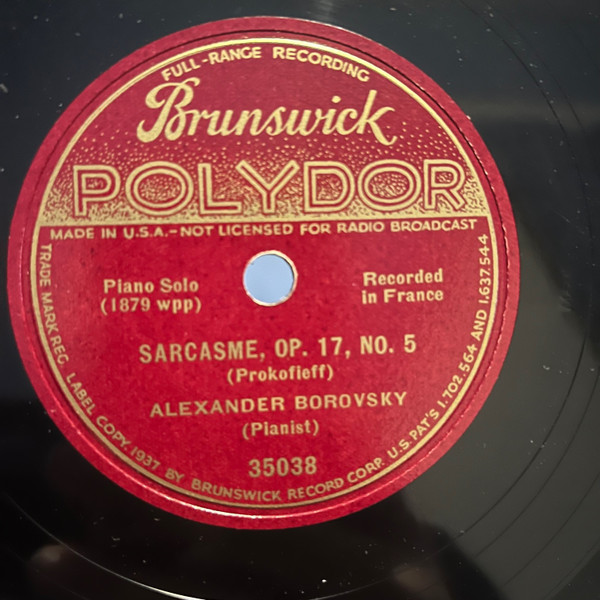 FULL-RANGE RECORDING
Brunswick
POLYDOR
MADE IN U.S.A.-NOT LICENSED FOR RADIO BROADCAST
Piano Solo
(1879 wpp)
Recorded
in France
SARCASME, OP. 17, NO. 5
(Prokofieff)
ALEXANDER BOROVSKY
(Pianist)
35038
TRADE MARK REG. LABEL COPY. 1937 BY BRUNSWICK RECORD CORP. U.S. PAT'S 1.702.564 AND 1.637.544